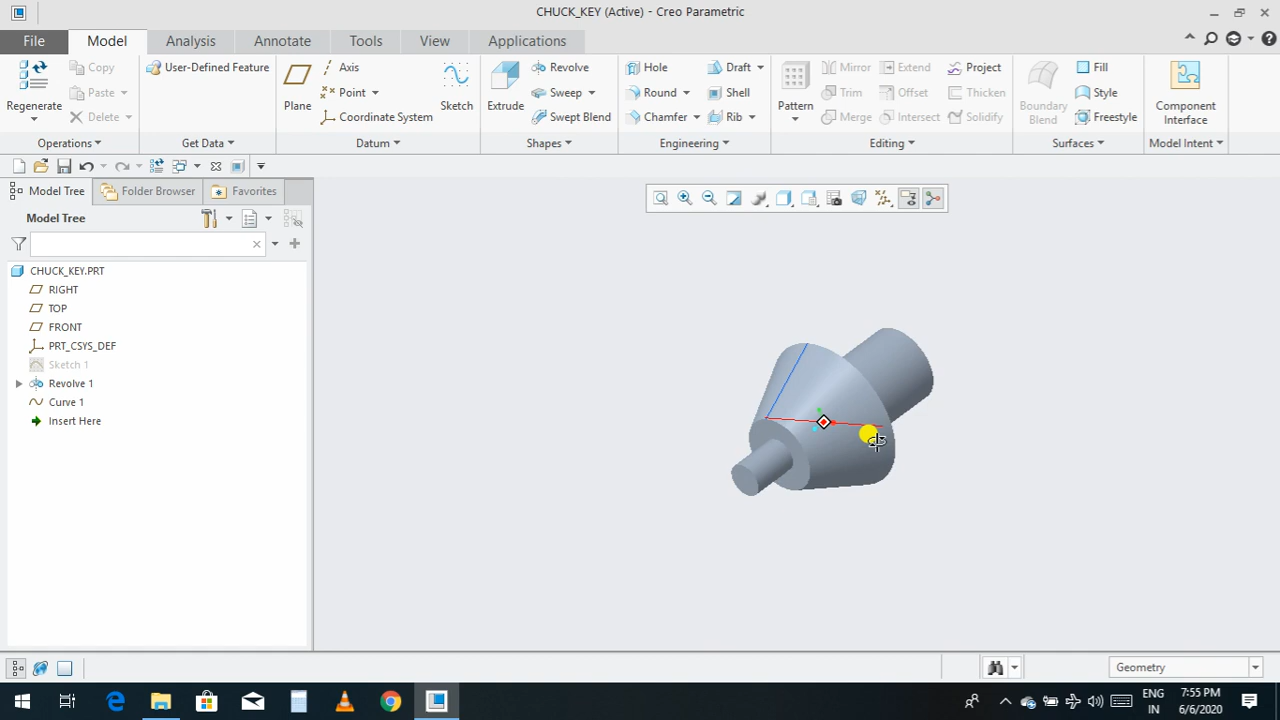 CHUCK_KEY (Active) - Creo Parametric
File Model Analysis Annotate Tools View Applications
Regenerate
Copy
Paste
Delete
Operations
User-Defined Feature
Get Data
Plane
Axis
Point
Coordinate System
Sketch
Datum
Extrude
Revolve
Sweep
Swept Blend
Shapes
Hole
Round
Chamfer
Draft
Shell
Rib
Engineering
Pattern
Mirror
Trim
Merge
Extend
Offset
Intersect
Project
Thicken
Solidify
Editing
Boundary
Blend
Fill
Style
Freestyle
Surfaces
Component
Interface
Model Intent
Model Tree Folder Browser Favorites
Model Tree
CHUCK_KEY.PRT
RIGHT
TOP
FRONT
PRT_CSYS_DEF
Sketch 1
Revolve 1
Curve 1
Insert Here
Geometry
ENG
IN
7:55 PM
6/6/2020